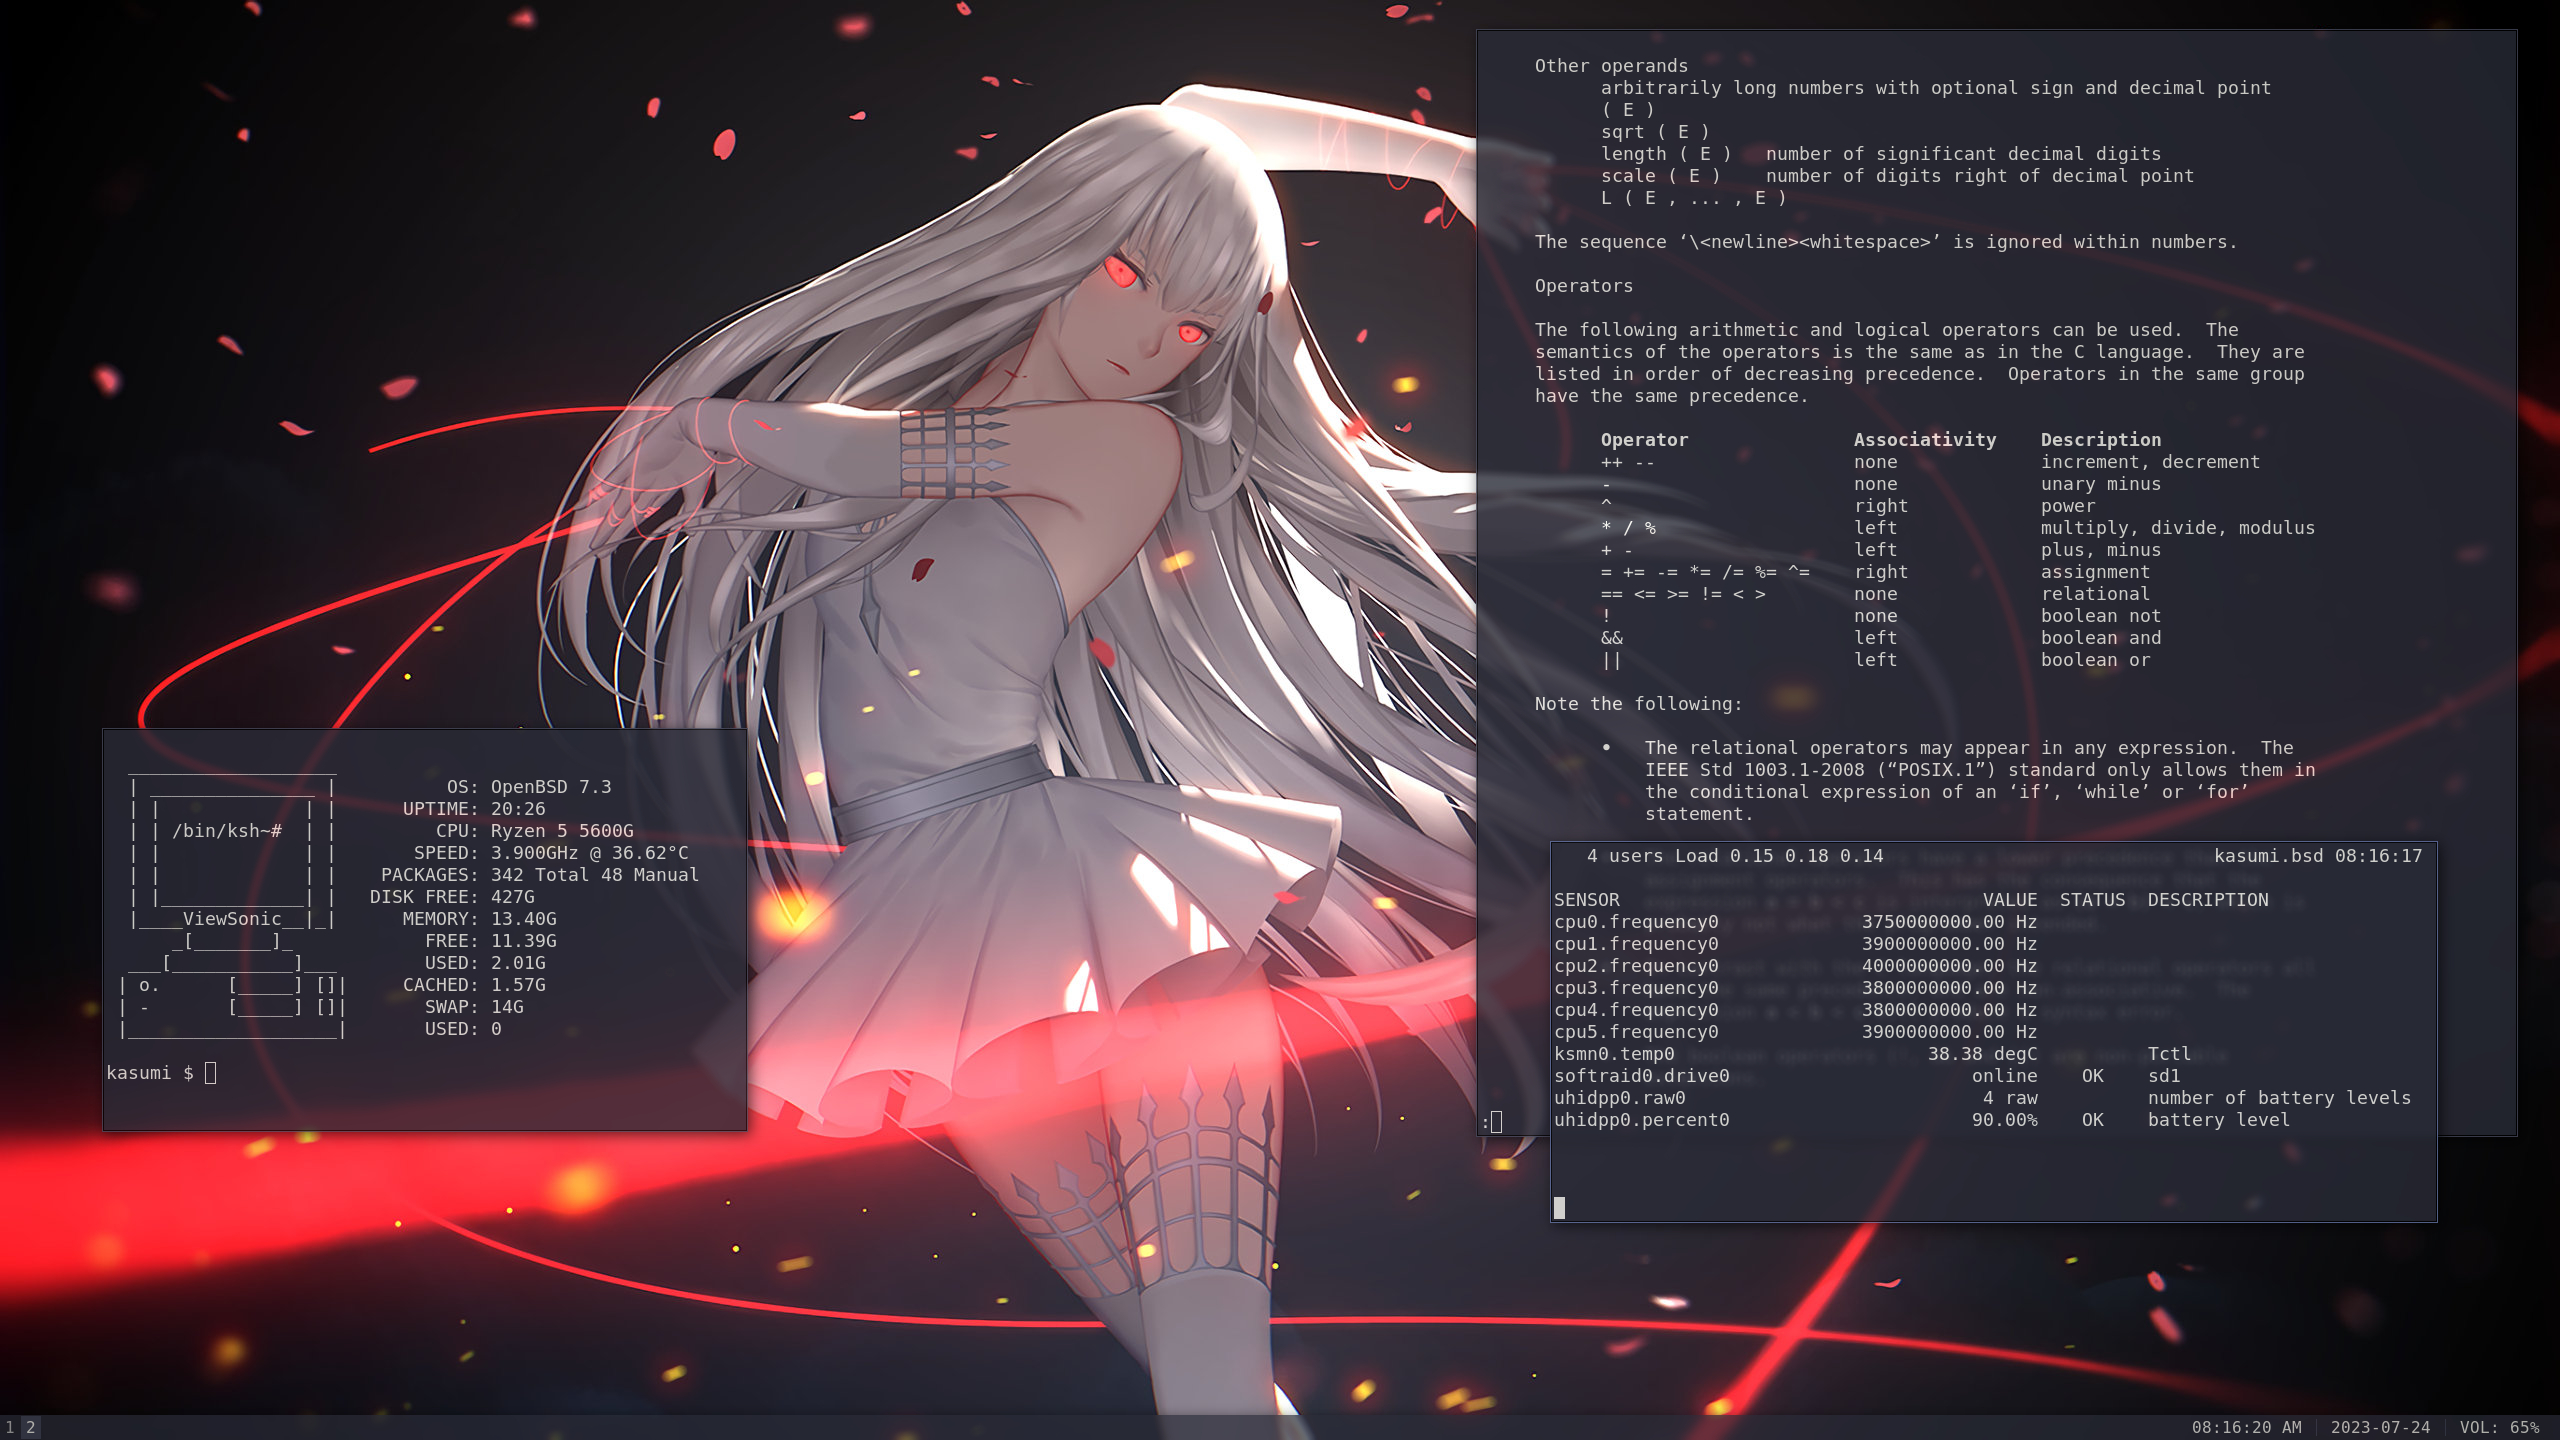 Other operands
arbitrarily long numbers with optional sign and decimal point
( E )
sqrt ( E )
length ( E )   number of significant decimal digits
scale ( E )    number of digits right of decimal point
L ( E , ... , E )
The sequence ‘\<newline><whitespace>’ is ignored within numbers.
Operators
The following arithmetic and logical operators can be used.  The
semantics of the operators is the same as in the C language.  They are
listed in order of decreasing precedence.  Operators in the same group
have the same precedence.
Operator               Associativity    Description
++ --                  none             increment, decrement
-                      none             unary minus
^                      right            power
* / %                  left             multiply, divide, modulus
+ -                    left             plus, minus
= += -= *= /= %= ^=    right            assignment
== <= >= != < >        none             relational
!                      none             boolean not
&&                     left             boolean and
||                     left             boolean or
Note the following:
•   The relational operators may appear in any expression.  The
IEEE Std 1003.1-2008 (“POSIX.1”) standard only allows them in
the conditional expression of an ‘if’, ‘while’ or ‘for’
statement.
:
OS: OpenBSD 7.3
UPTIME: 20:26
/bin/ksh~#   CPU: Ryzen 5 5600G
SPEED: 3.900GHz @ 36.62°C
PACKAGES: 342 Total 48 Manual
DISK FREE: 427G
ViewSonic   MEMORY: 13.40G
FREE: 11.39G
USED: 2.01G
o.   CACHED: 1.57G
-   SWAP: 14G
USED: 0
kasumi $
4 users Load 0.15 0.18 0.14   kasumi.bsd 08:16:17
SENSOR   VALUE  STATUS  DESCRIPTION
cpu0.frequency0   3750000000.00 Hz
cpu1.frequency0   3900000000.00 Hz
cpu2.frequency0   4000000000.00 Hz
cpu3.frequency0   3800000000.00 Hz
cpu4.frequency0   3800000000.00 Hz
cpu5.frequency0   3900000000.00 Hz
ksmn0.temp0   38.38 degC   Tctl
softraid0.drive0   online   OK   sd1
uhidpp0.raw0   4 raw   number of battery levels
uhidpp0.percent0   90.00%   OK   battery level
1 2   08:16:20 AM   2023-07-24   VOL: 65%